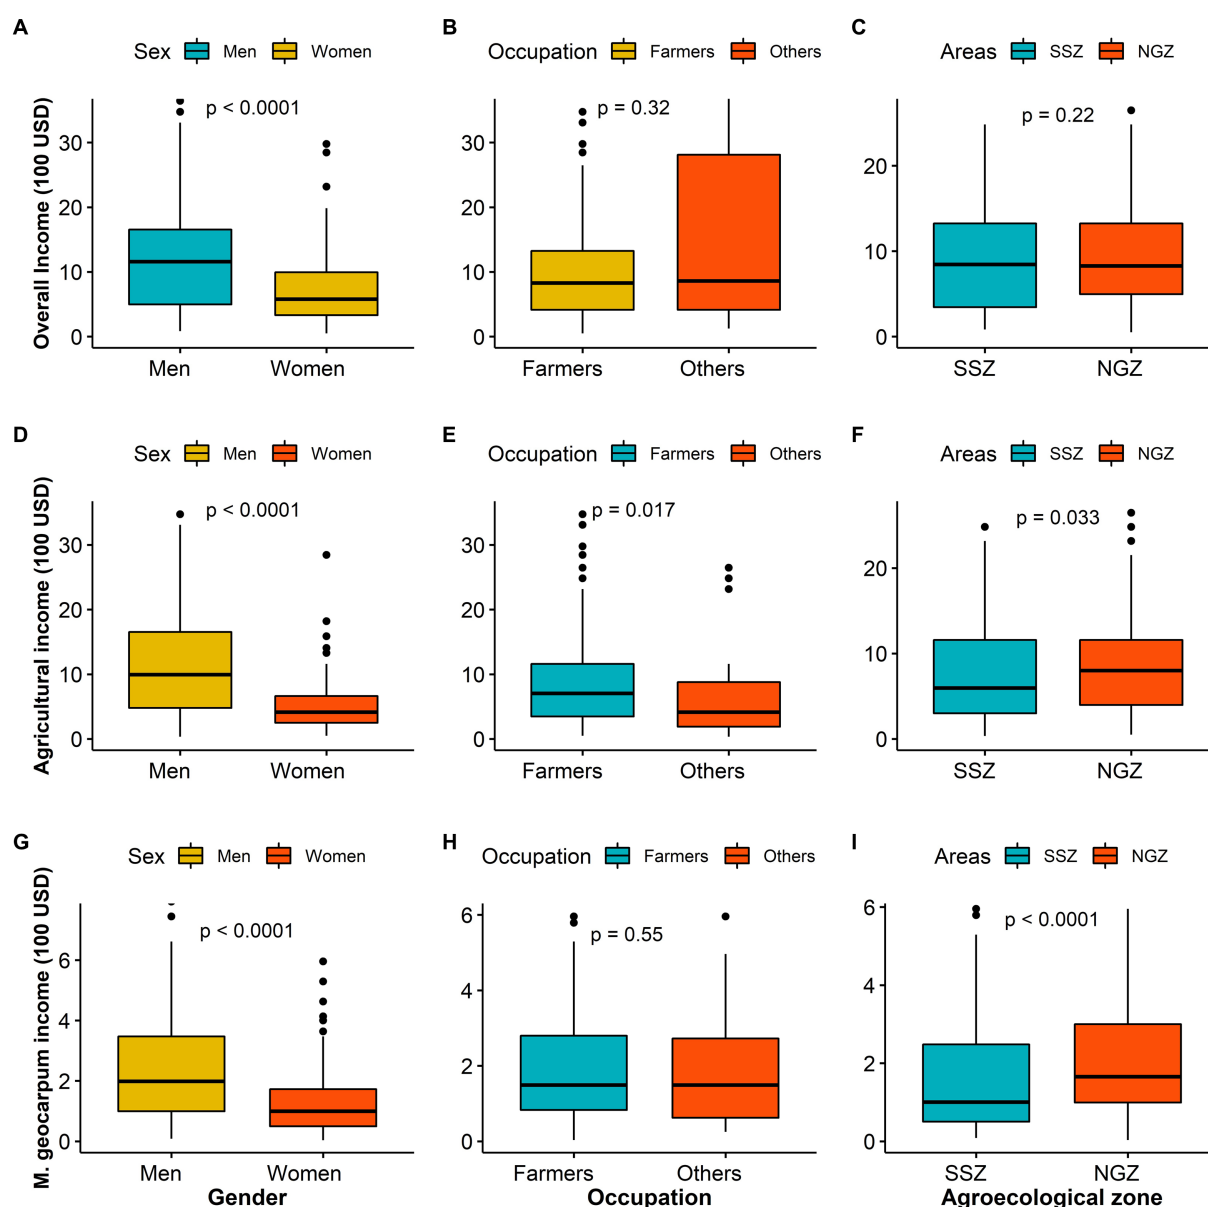 A
Sex Men Women
Overall Income (100 USD)
p < 0.0001
30
20
10
0
Men Women
B
Occupation Farmers Others
p = 0.32
30
20
10
0
Farmers Others
C
Areas SSZ NGZ
p = 0.22
20
10
0
SSZ NGZ
D
Sex Men Women
Agricultural income (100 USD)
p < 0.0001
30
20
10
0
Men Women
E
Occupation Farmers Others
p = 0.017
30
20
10
0
Farmers Others
F
Areas SSZ NGZ
p = 0.033
20
10
0
SSZ NGZ
G
Sex Men Women
M. geocarpum income (100 USD)
p < 0.0001
6
4
2
0
Men Women
Gender
H
Occupation Farmers Others
p = 0.55
6
4
2
0
Farmers Others
Occupation
I
Areas SSZ NGZ
p < 0.0001
6
4
2
0
SSZ NGZ
Agroecological zone